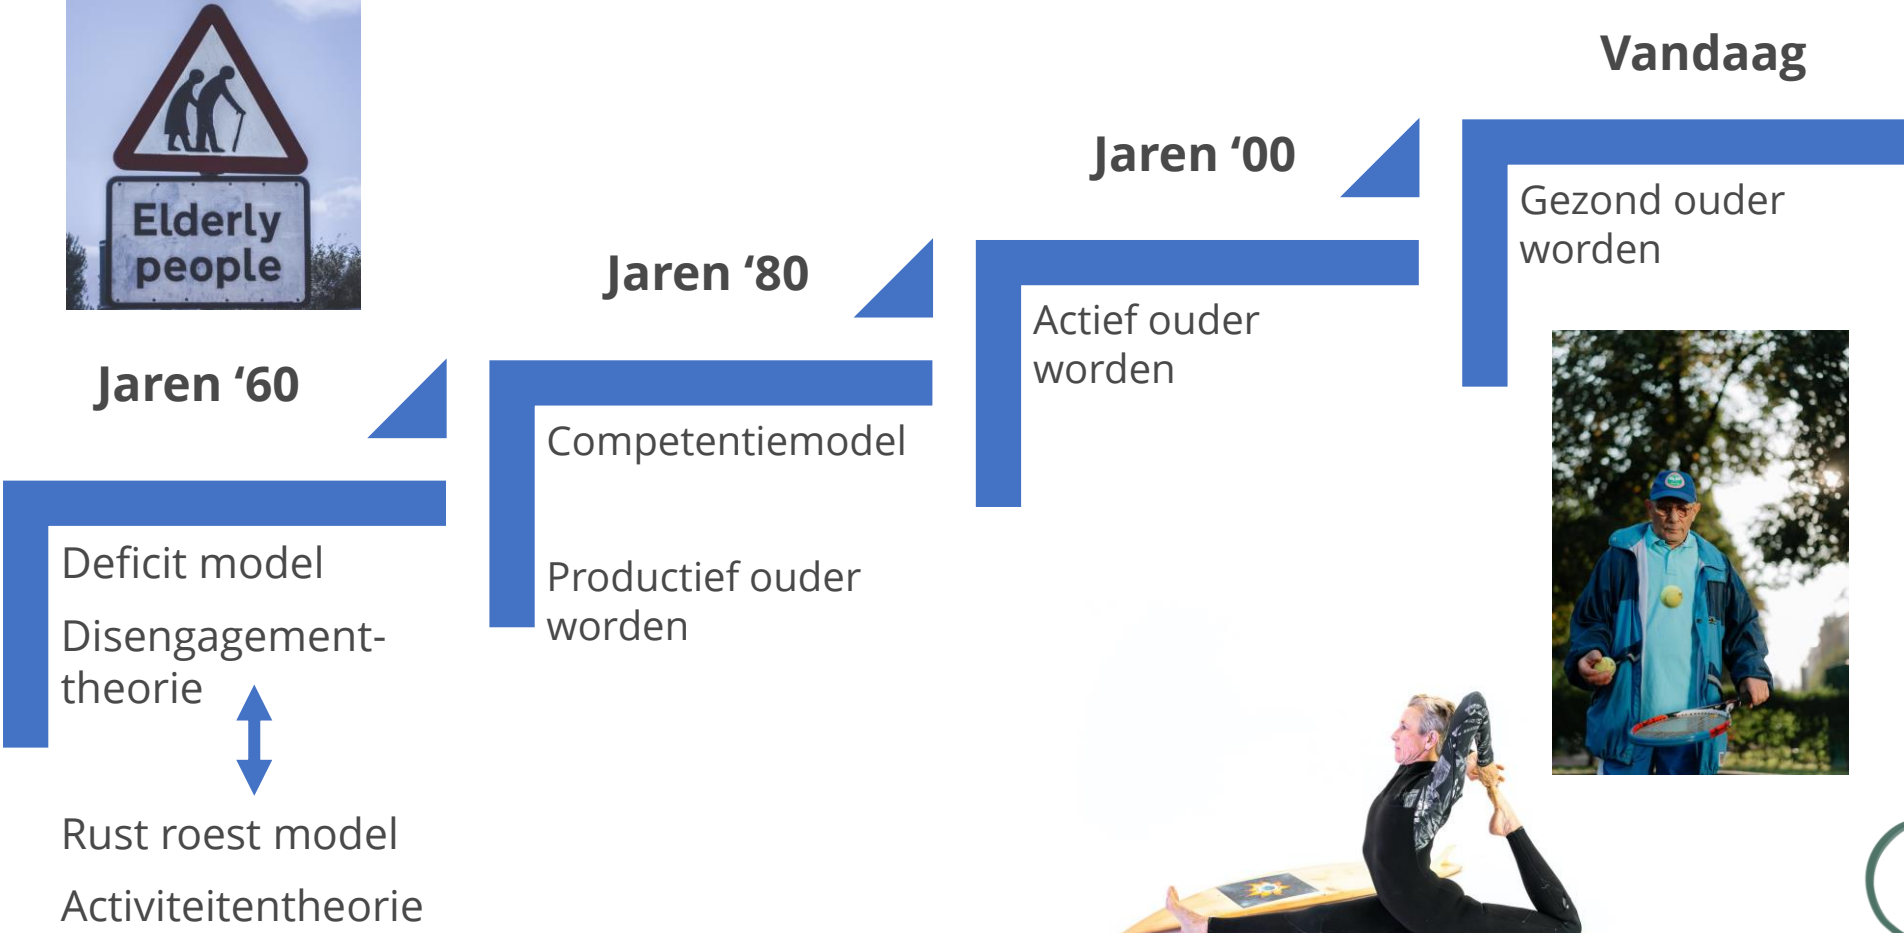 Elderly
people
Jaren ‘60
Deficit model
Disengagement-
theorie
Rust roest model
Activiteitentheorie
Jaren ‘80
Competentiemodel
Productief ouder
worden
Jaren ‘00
Actief ouder
worden
Vandaag
Gezond ouder
worden